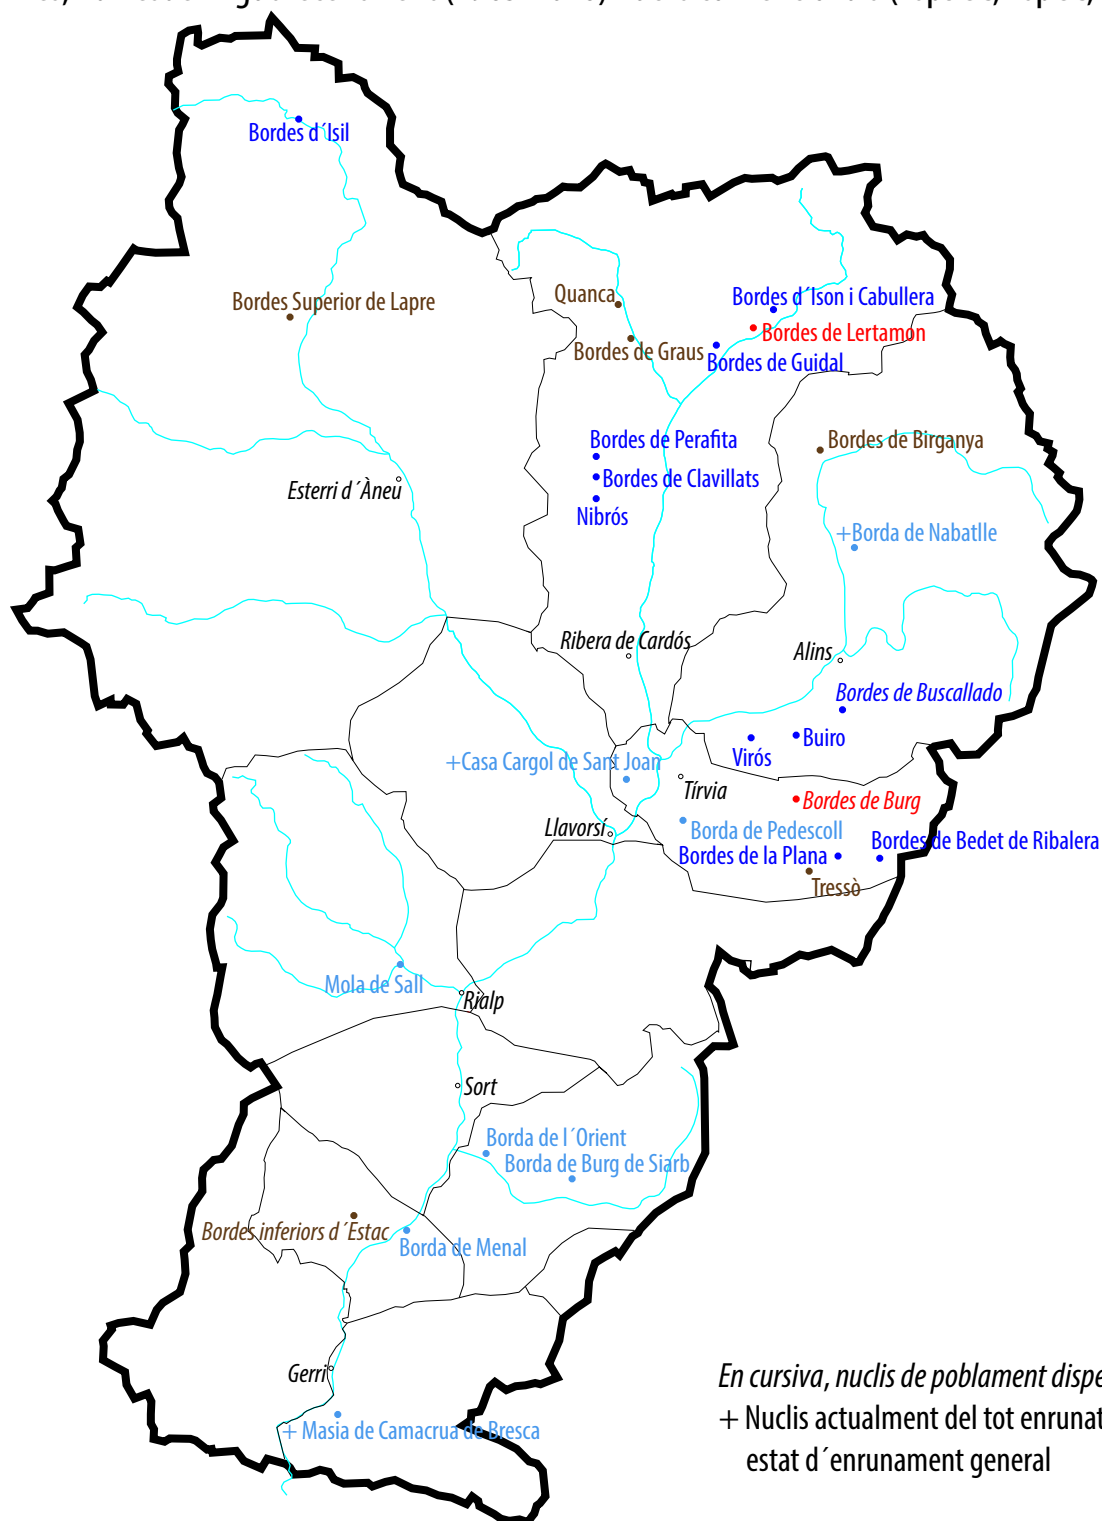 Bordes d´Isil
Bordes Superior de Lapre
Quanca
Bordes d´Ison i Cabullera
Bordes de Lertamon
Bordes de Graus
Bordes de Guidal
Bordes de Perafita
Bordes de Birganya
Bordes de Clavillats
Esterri d´Àneu
Nibrós
+Borda de Nabatlle
Ribera de Cardós
Alins
Bordes de Buscallado
Buiro
Virós
+Casa Cargol de Sant Joan
Tírvia
Bordes de Burg
Llavorsí
Borda de Pedescoll
Bordes de Bedet de Ribalera
Bordes de la Plana
Tressò
Mola de Sall
Rialp
Sort
Borda de l´Orient
Borda de Burg de Siarb
Bordes inferiors d´Estac
Borda de Menal
Gerri
+ Masia de Camacrua de Bresca
En cursiva, nuclis de poblament
+ Nuclis actualment del tot
estat d´enrunament general